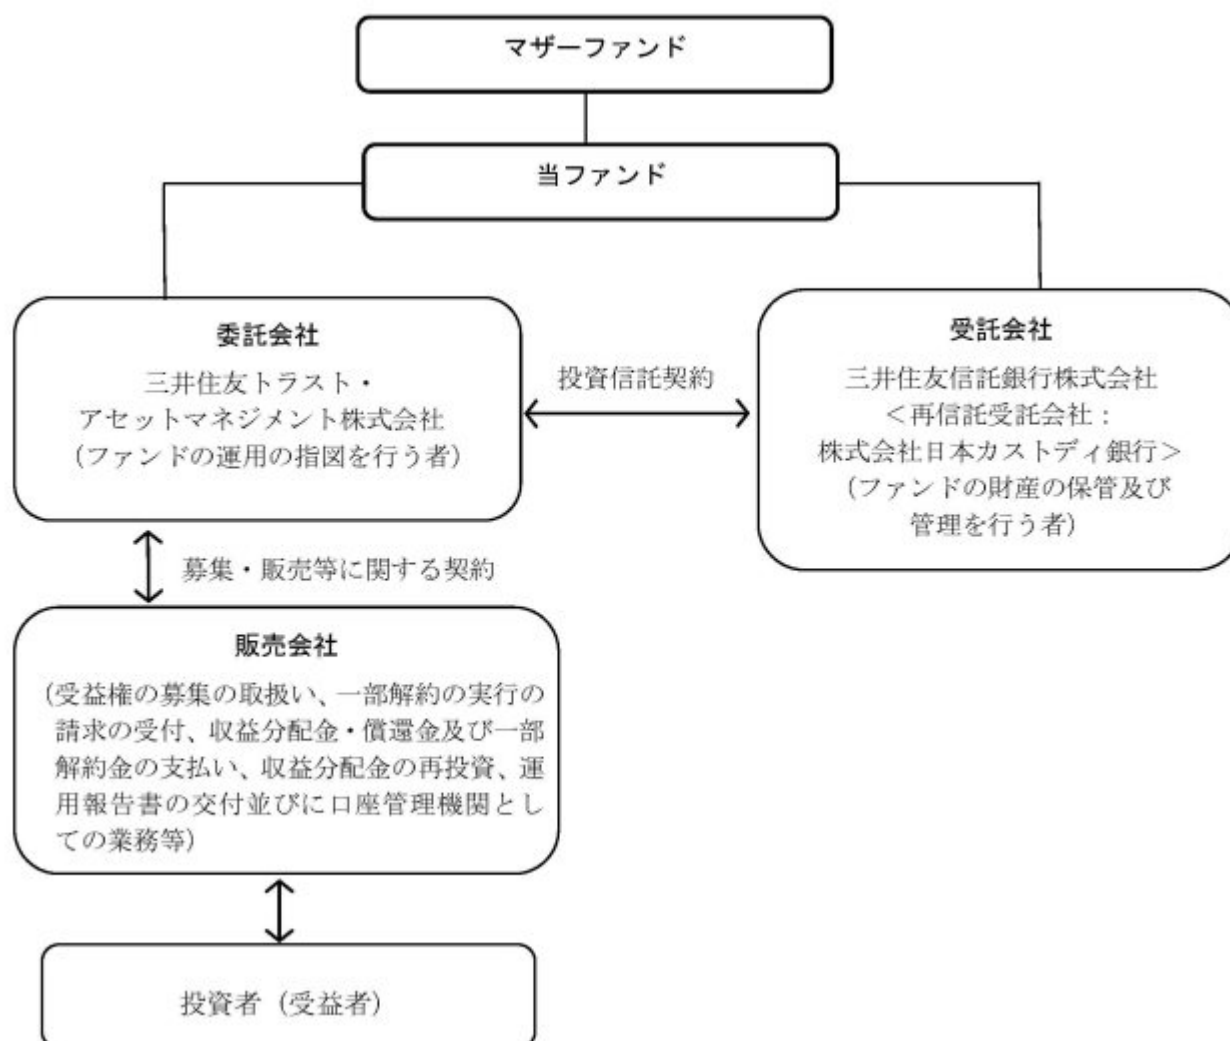 マザーファンド
当ファンド
委託会社
三井住友トラスト・
アセットマネジメント株式会社
（ファンドの運用の指図を行う者）
投資信託契約
受託会社
三井住友信託銀行株式会社
＜再信託受託会社：
株式会社日本カストディ銀行＞
（ファンドの財産の保管及び
管理を行う者）
募集・販売等に関する契約
販売会社
（受益権の募集の取扱い、一部解約の実行の
請求の受付、収益分配金・償還金及び一部
解約金の支払い、収益分配金の再投資、運
用報告書の交付並びに口座管理機関とし
ての業務等）
投資者（受益者）